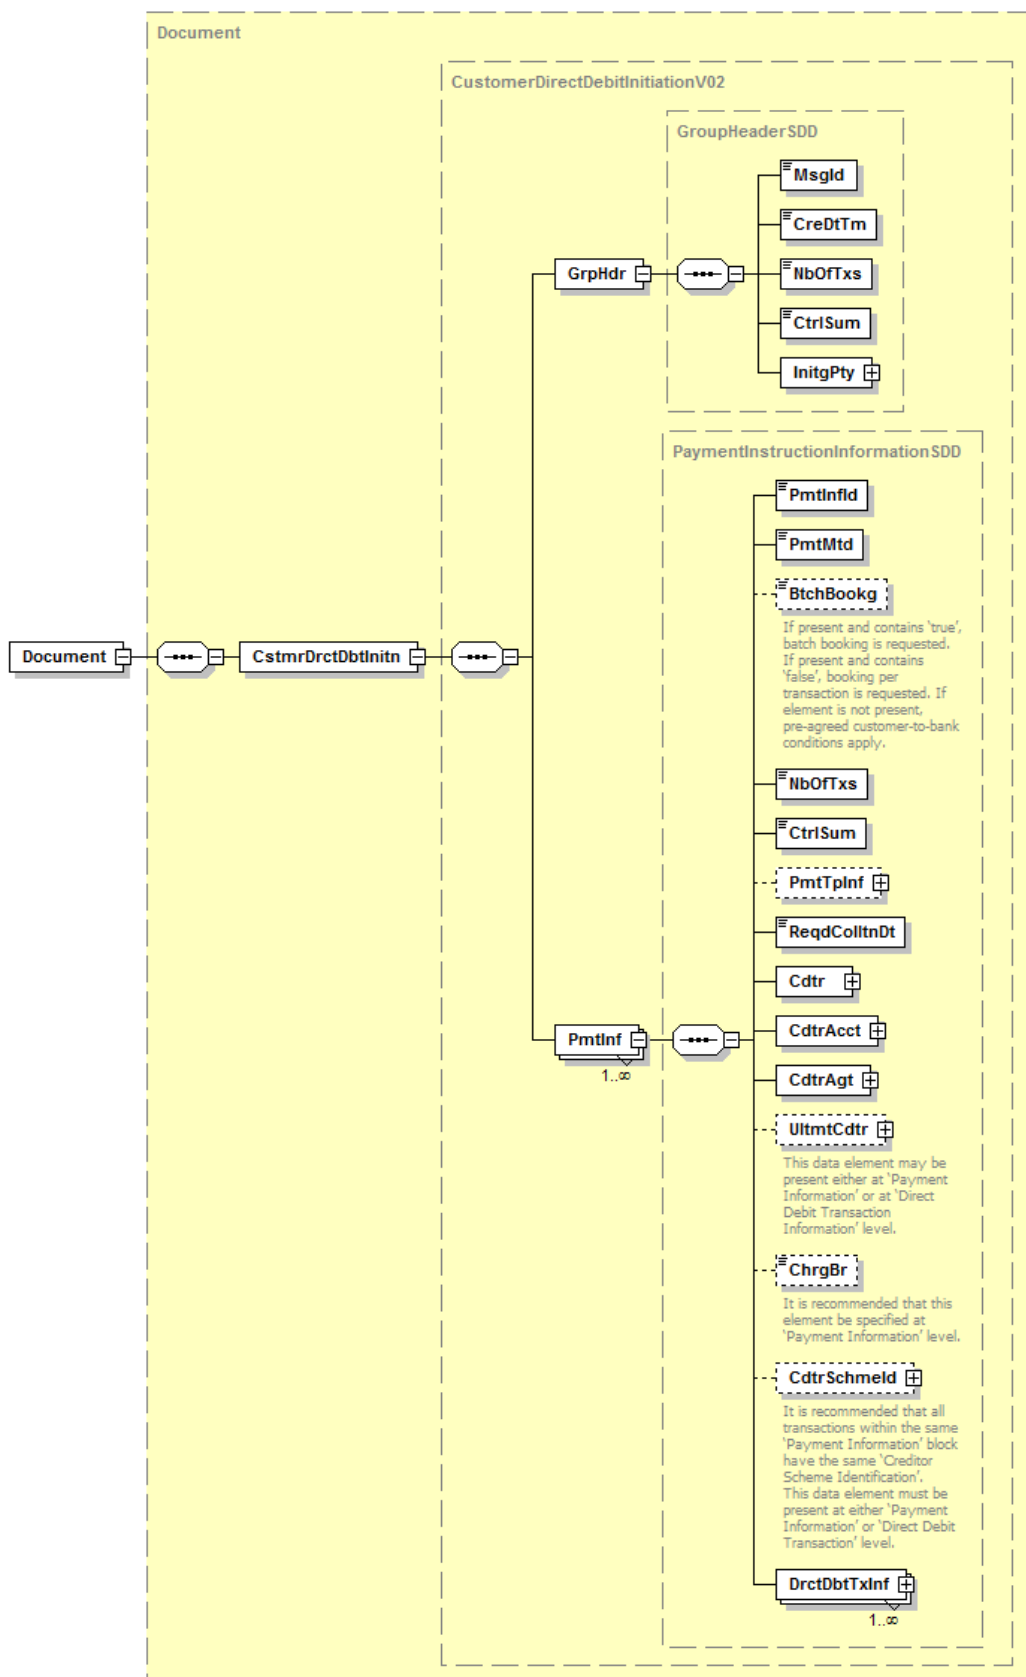 Document
CustomerDirectDebitInitiationV02
GroupHeaderSDD
MsgId
CreDtTm
GrpHdr
NbOfTxs
CtrlSum
InitgPty
PaymentInstructionInformationSDD
PmtInfId
PmtMtd
BtchBookg
If present and contains ‘true’,
batch booking is requested.
If present and contains
‘false’, booking per
transaction is requested. If
element is not present,
pre-agreed customer-to-bank
conditions apply.
Document
CstmrDrctDbtInitn
NbOfTxs
CtrlSum
PmtTpInf
ReqdColltnDt
Cdtr
CdtrAcct
PmtInf
1..∞
CdtrAgt
UltmtCdtr
This data element may be
present either at ‘Payment
Information’ or at ‘Direct
Debit Transaction
Information’ level.
ChrgBr
It is recommended that this
element be specified at
‘Payment Information’ level.
CdtrSchmeId
It is recommended that all
transactions within the same
‘Payment Information’ block
have the same ‘Creditor
Scheme Identification’.
This data element must be
present at either ‘Payment
Information’ or ‘Direct Debit
Transaction’ level.
DrctDbtTxInf
1..∞